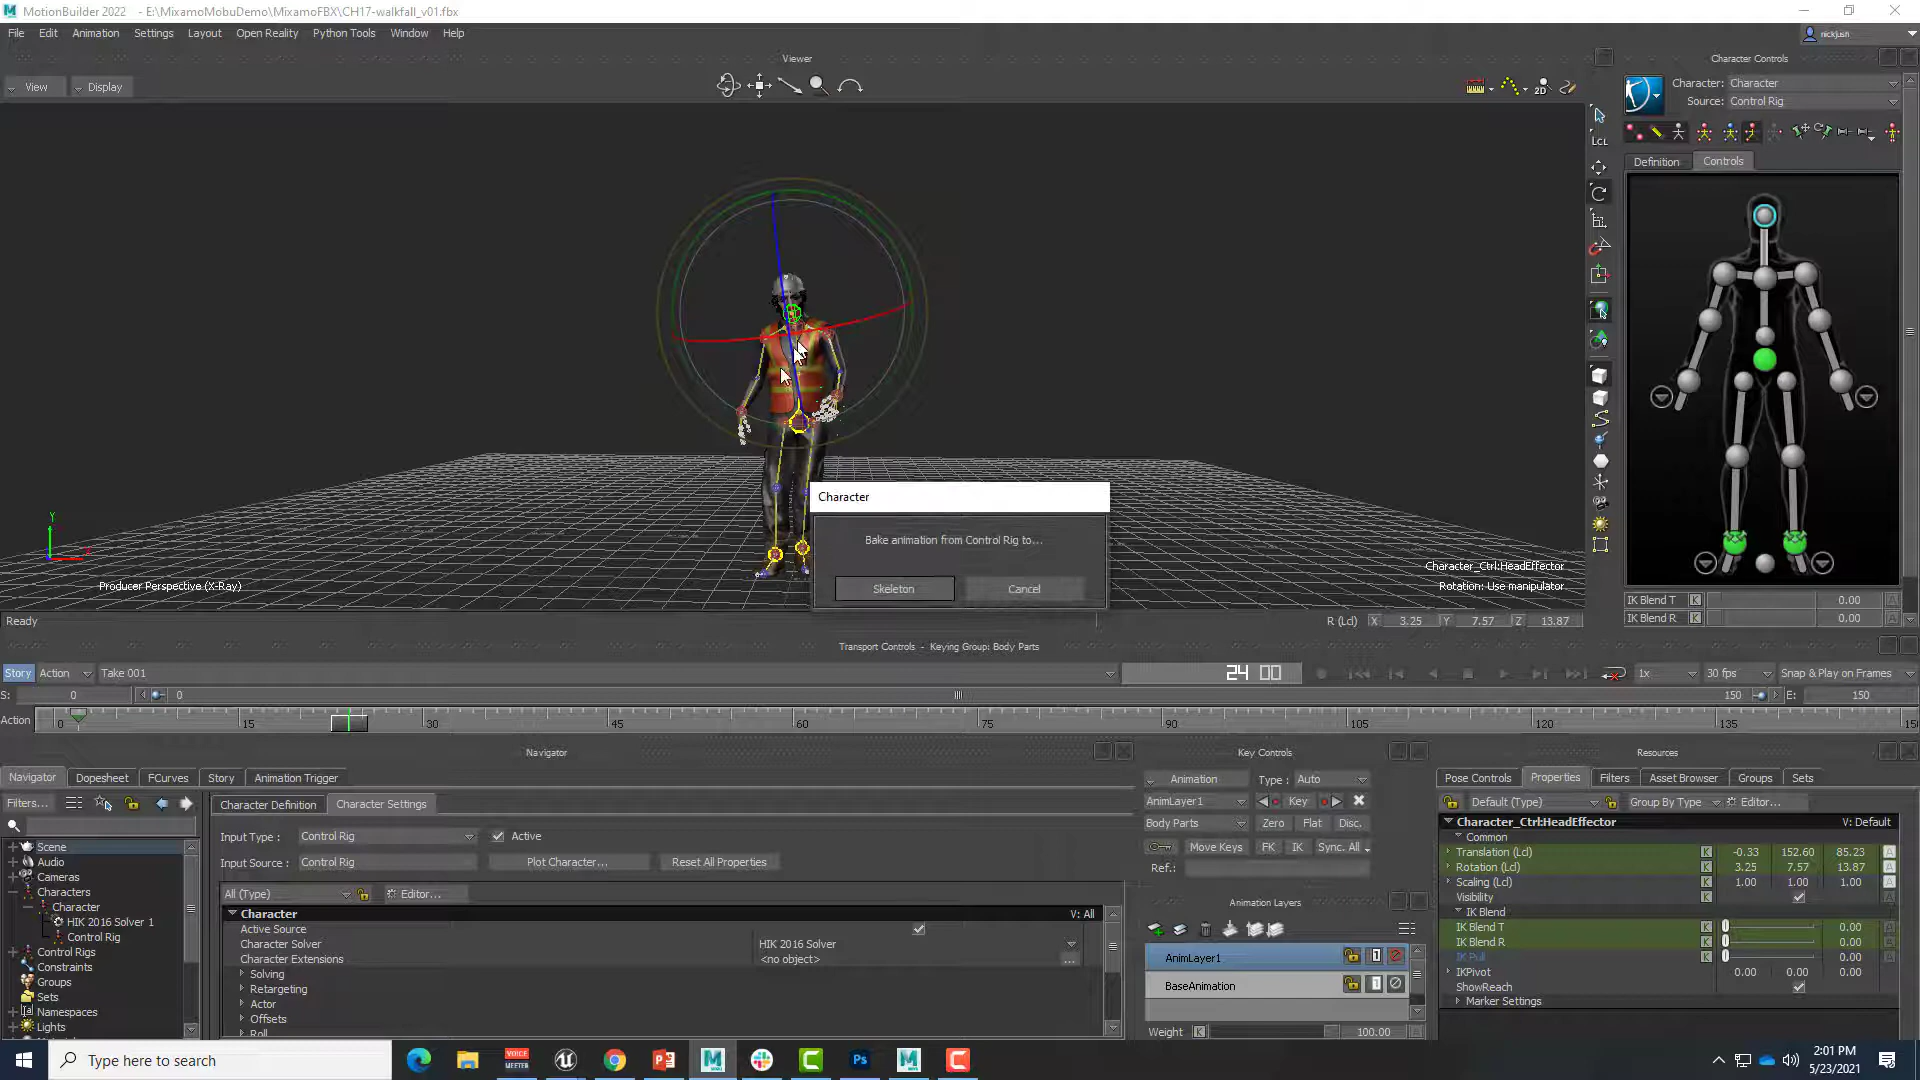 MotionBuilder 2022 - E:\MixamoMobuDemo\MixamoFBX\CH17-walkfall_v01.fbx
File Edit Animation Settings Layout Open Reality Python Tools Window Help
nickjush
Viewer
View Display
2D
Character Controls
Character: Character
Source: Control Rig
LCL
Definition Controls
Character
Bake animation from Control Rig to...
Skeleton Cancel
Y
X
Producer Perspective (X-Ray)
Character_Ctrl:HeadEffector
Rotation: Use manipulator
IK Blend T K 0.00 A
IK Blend R K 0.00 A
Ready
R (Lcl) X 3.25 Y 7.57 Z 13.87
Transport Controls - Keying Group: Body Parts
Story Action Take 001 24 00 1x 30 fps Snap & Play on Frames
S: 0 0 150 E: 150
Action 0 15 30 45 60 75 90 105 120 135 150
Navigator
Navigator Dopesheet FCurves Story Animation Trigger
Filters...
Scene
Audio
Cameras
Characters
Character
HIK 2016 Solver 1
Control Rig
Control Rigs
Constraints
Groups
Sets
Namespaces
Lights
Character Definition Character Settings
Input Type : Control Rig Active
Input Source : Control Rig Plot Character... Reset All Properties
All (Type) Editor...
Character V: All
Active Source
Character Solver HIK 2016 Solver
Character Extensions <no object> ...
Solving
Retargeting
Actor
Offsets
Roll
Key Controls
Animation Type : Auto
AnimLayer1 Key
Body Parts Zero Flat Disc.
Move Keys FK IK Sync. All
Ref.:
Animation Layers
AnimLayer1 1
BaseAnimation 1
Weight K 100.00 A
Resources
Pose Controls Properties Filters Asset Browser Groups Sets
Default (Type) Group By Type Editor...
Character_Ctrl:HeadEffector V: Default
Common
Translation (Lcl) K -0.33 152.60 85.23 A
Rotation (Lcl) K 3.25 7.57 13.87 A
Scaling (Lcl) K 1.00 1.00 1.00 A
Visibility K
IK Blend
IK Blend T K 0.00 A
IK Blend R K 0.00 A
IK Pull K 0.00 A
IKPivot 0.00 0.00 0.00
ShowReach
Marker Settings
Type here to search
VOICE MEETER
Ps
2:01 PM
5/23/2021